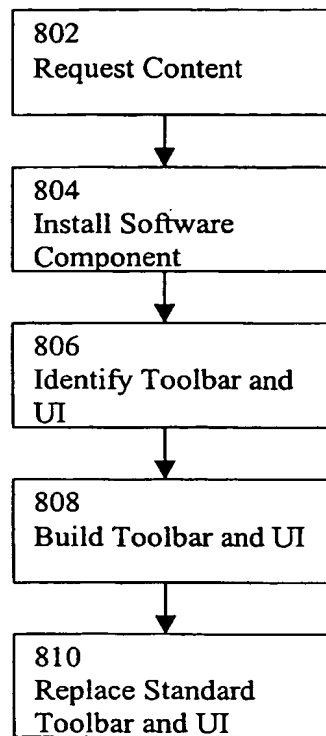 802
Request Content
804
Install Software
Component
806
Identify Toolbar and
UI
808
Build Toolbar and UI
810
Replace Standard
Toolbar and UI